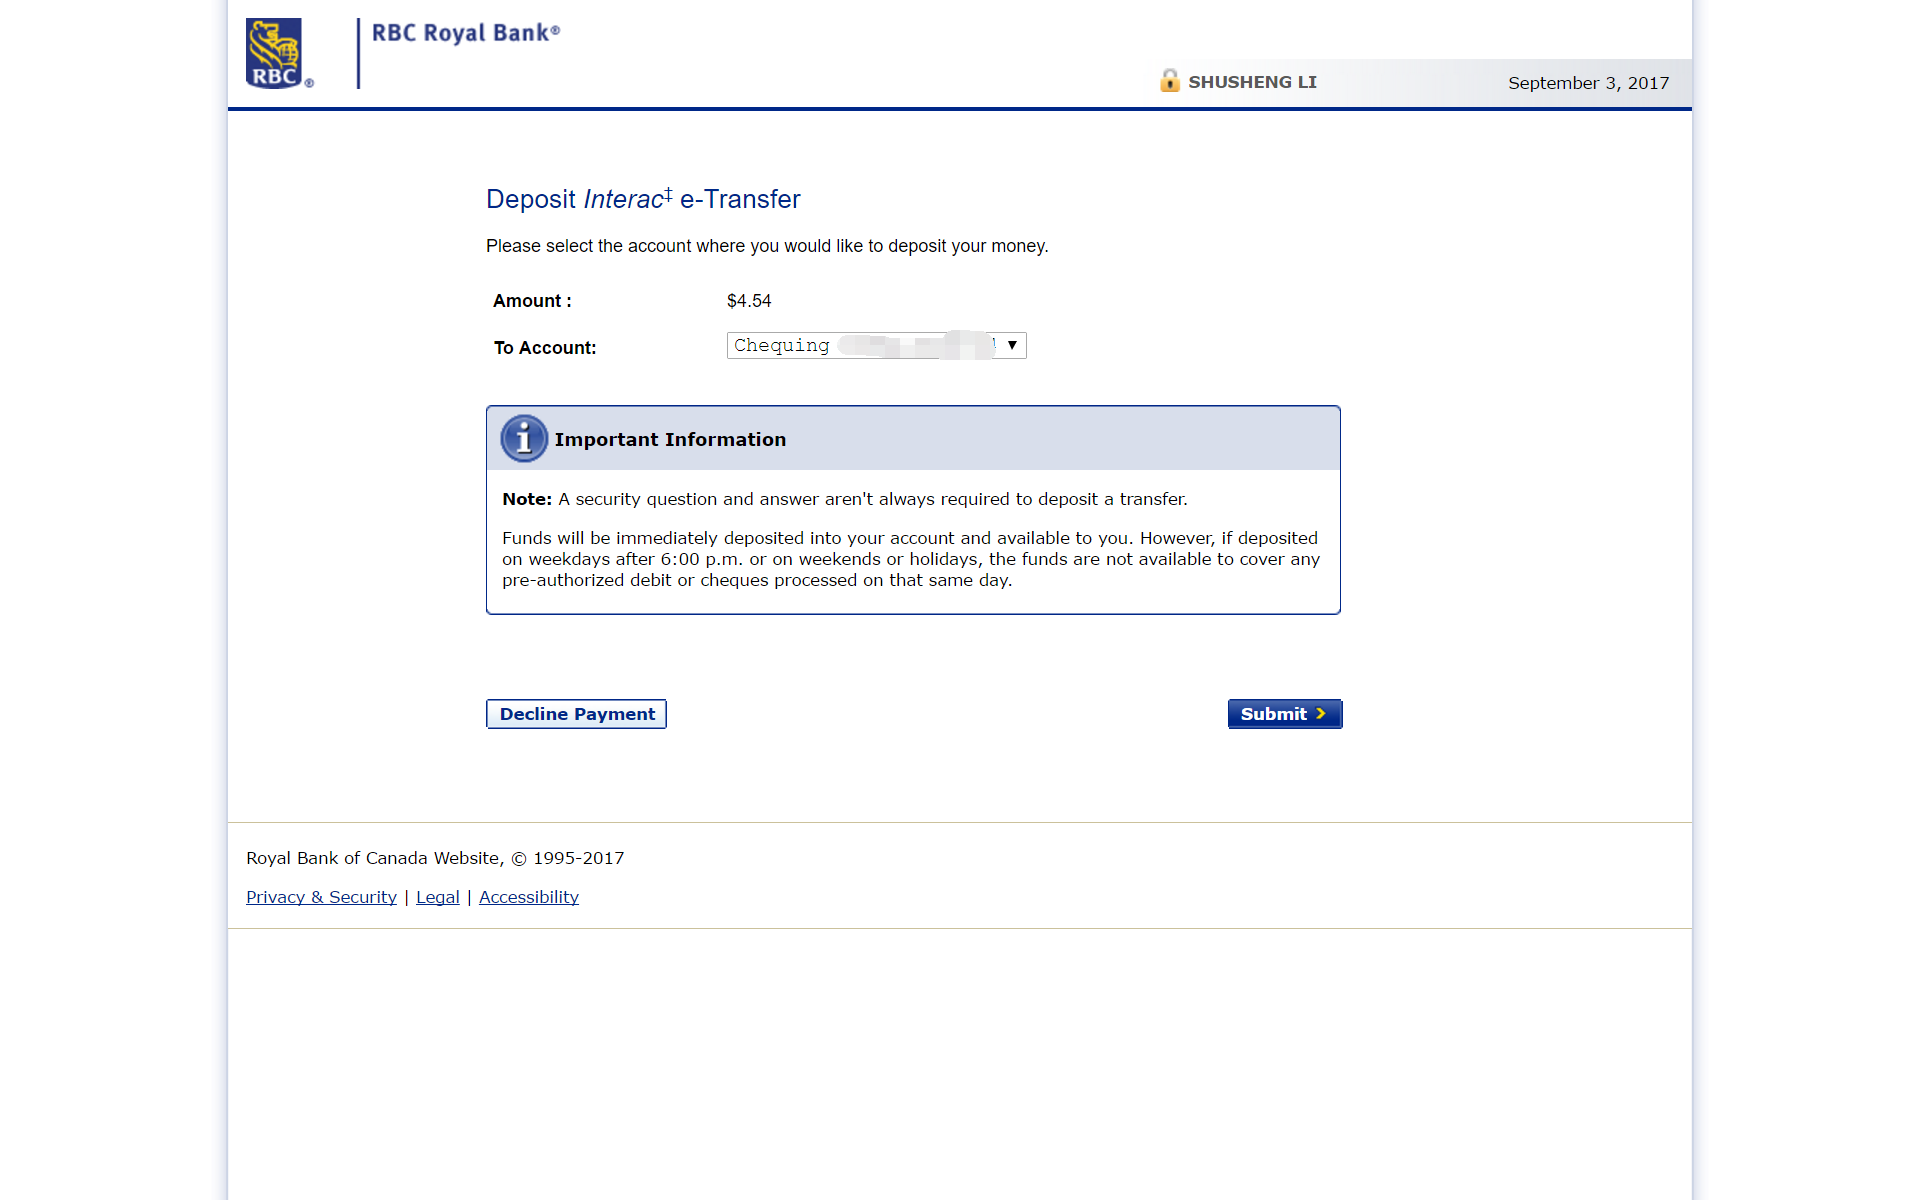 RBC ®
RBC Royal Bank®
SHUSHENG LI
September 3, 2017
Deposit Interac‡ e-Transfer
Please select the account where you would like to deposit your money.
Amount : $4.54
To Account: Chequing
Important Information
Note: A security question and answer aren't always required to deposit a transfer.
Funds will be immediately deposited into your account and available to you. However, if deposited
on weekdays after 6:00 p.m. or on weekends or holidays, the funds are not available to cover any
pre-authorized debit or cheques processed on that same day.
Decline Payment Submit
Royal Bank of Canada Website, © 1995-2017
Privacy & Security | Legal | Accessibility